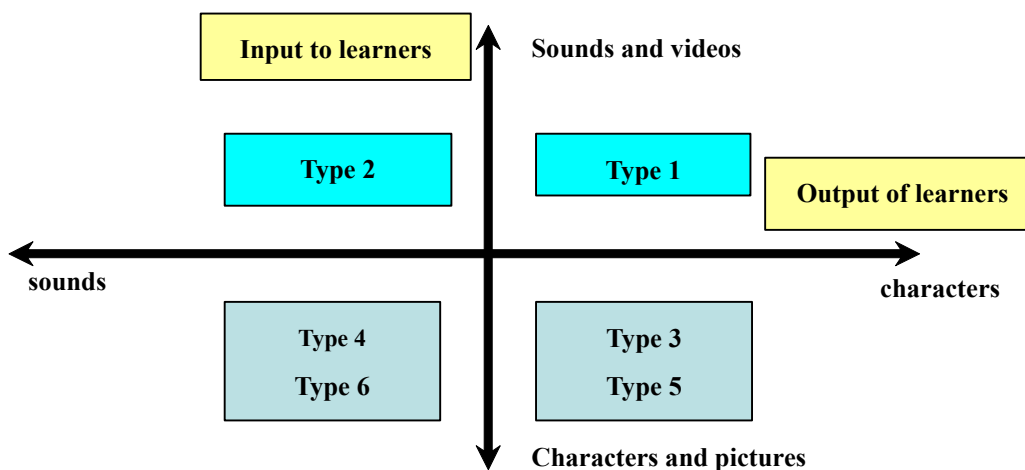 Input to learners
Sounds and videos
Type 2
Type 1
Output of learners
sounds
characters
Type 4
Type 6
Type 3
Type 5
Characters and pictures